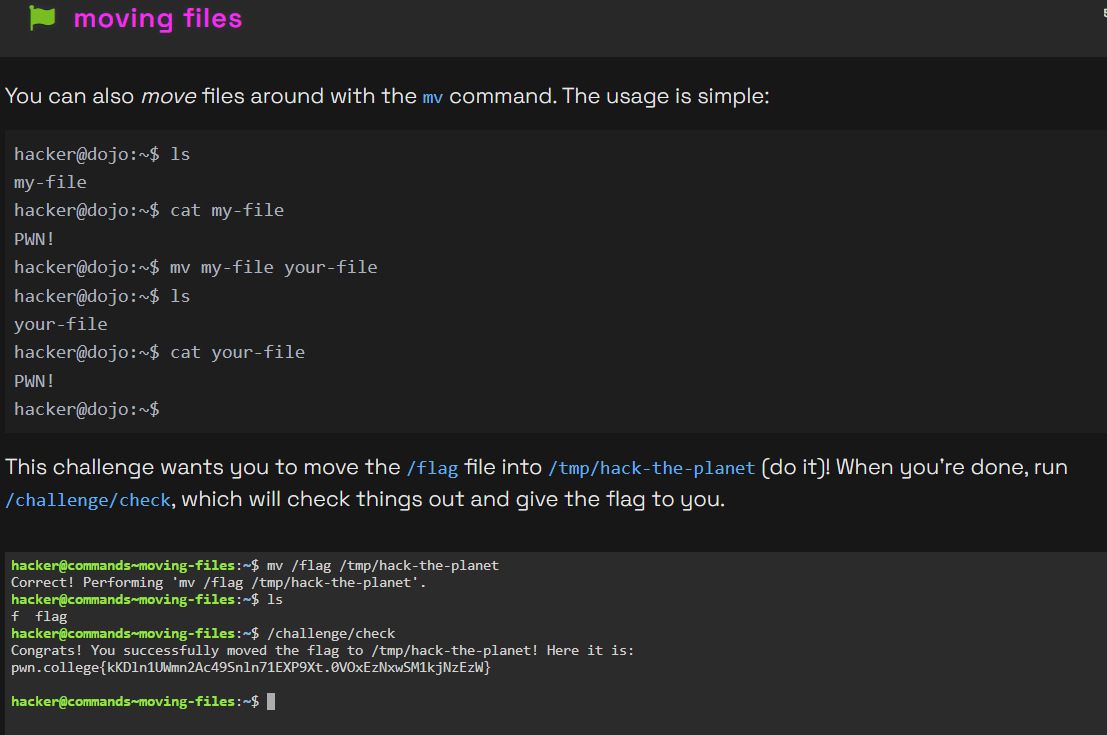 moving files
You can also move files around with the mv command. The usage is simple:
hacker@dojo:~$ ls
my-file
hacker@dojo:~$ cat my-file
PWN!
hacker@dojo:~$ mv my-file your-file
hacker@dojo:~$ ls
your-file
hacker@dojo:~$ cat your-file
PWN!
hacker@dojo:~$
This challenge wants you to move the /flag file into /tmp/hack-the-planet (do it)! When you're done, run
/challenge/check, which will check things out and give the flag to you.
hacker@commands~moving-files:~$ mv /flag /tmp/hack-the-planet
Correct! Performing 'mv /flag /tmp/hack-the-planet'.
hacker@commands~moving-files:~$ ls
f  flag
hacker@commands~moving-files:~$ /challenge/check
Congrats! You successfully moved the flag to /tmp/hack-the-planet! Here it is:
pwn.college{kKDln1UWmn2Ac49Snln71EXP9Xt.0VOxEzNxwSM1kjNzEzW}
hacker@commands~moving-files:~$